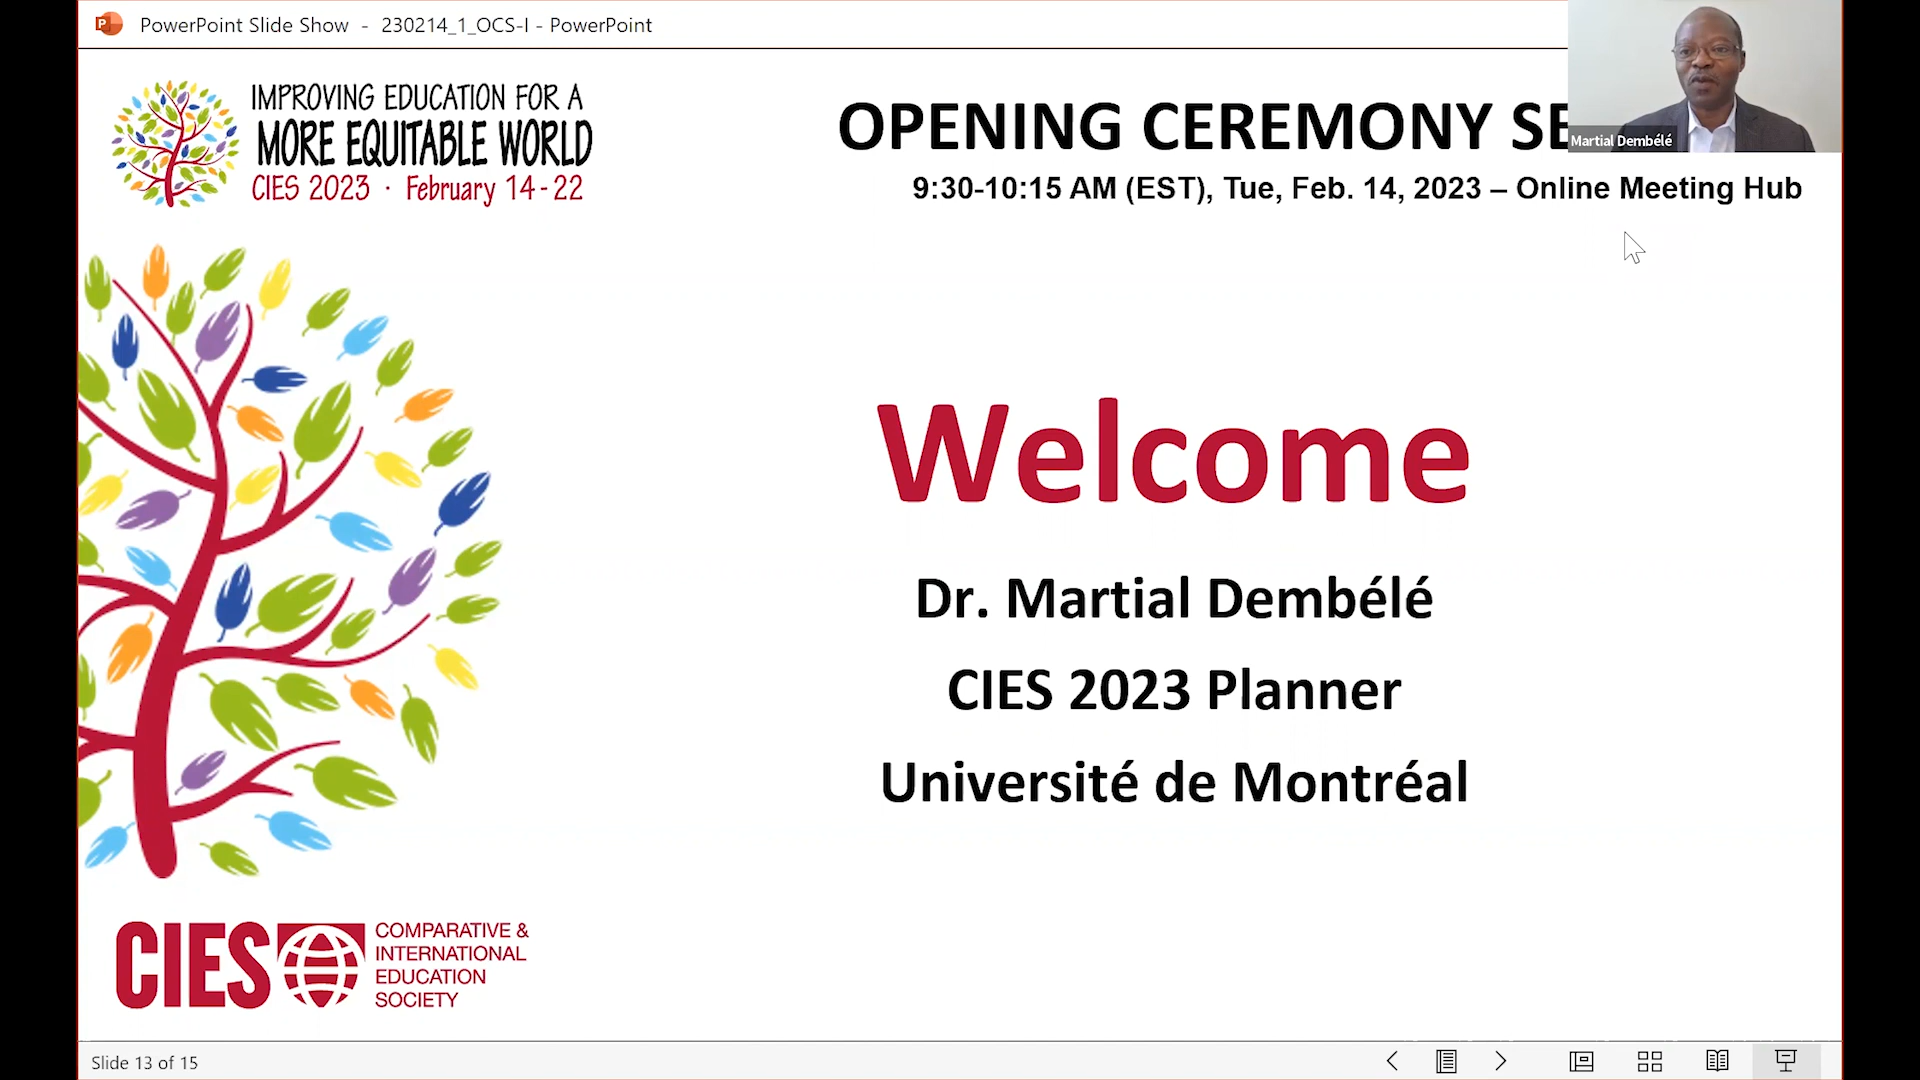 PowerPoint Slide Show - 230214_1_OCS-I - PowerPoint
IMPROVING EDUCATION FOR A
MORE EQUITABLE WORLD
CIES 2023 · February 14-22
OPENING CEREMONY SE
Martial Dembélé
9:30-10:15 AM (EST), Tue, Feb. 14, 2023 – Online Meeting Hub
Welcome
Dr. Martial Dembélé
CIES 2023 Planner
Université de Montréal
CIES
COMPARATIVE &
INTERNATIONAL
EDUCATION
SOCIETY
Slide 13 of 15